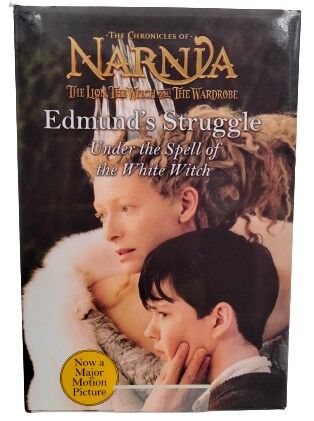 -THE CHRONICLES OF-
NARNIA
THE LION, THE WITCH AND THE WARDROBE
Edmund's Struggle
Under the Spell of
the White Witch
Now a
Major
Motion
Picture